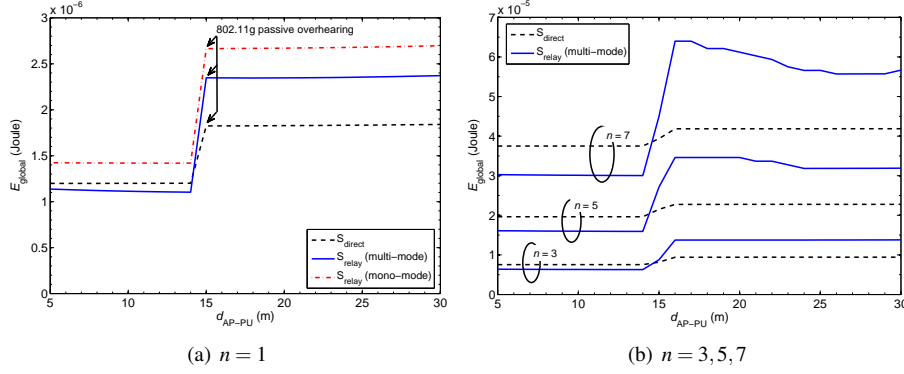 3 x 10⁻⁶
802.11g passive overhearing
2.5
2
1.5
1
0.5
0
E_global (Joule)
S_direct
S_relay (multi-mode)
S_relay (mono-mode)
5 10 15 20 25 30
d_AP−PU (m)
(a) n = 1
7 x 10⁻⁵
S_direct
S_relay (multi-mode)
6
5
4
3
2
1
0
E_global (Joule)
n = 7
n = 5
n = 3
5 10 15 20 25 30
d_AP−PU (m)
(b) n = 3,5,7